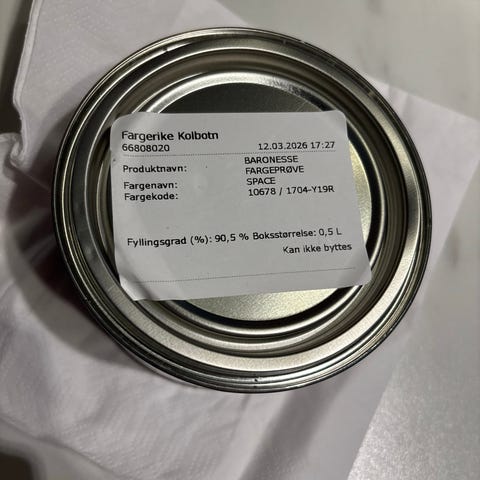 Fargerike Kolbotn
66808020 12.03.2026 17:27
Produktnavn: BARONESSE
FARGEPRØVE
Fargenavn: SPACE
Fargekode: 10678 / 1704-Y19R
Fyllingsgrad (%): 90,5 % Boksstørrelse: 0,5 L
Kan ikke byttes